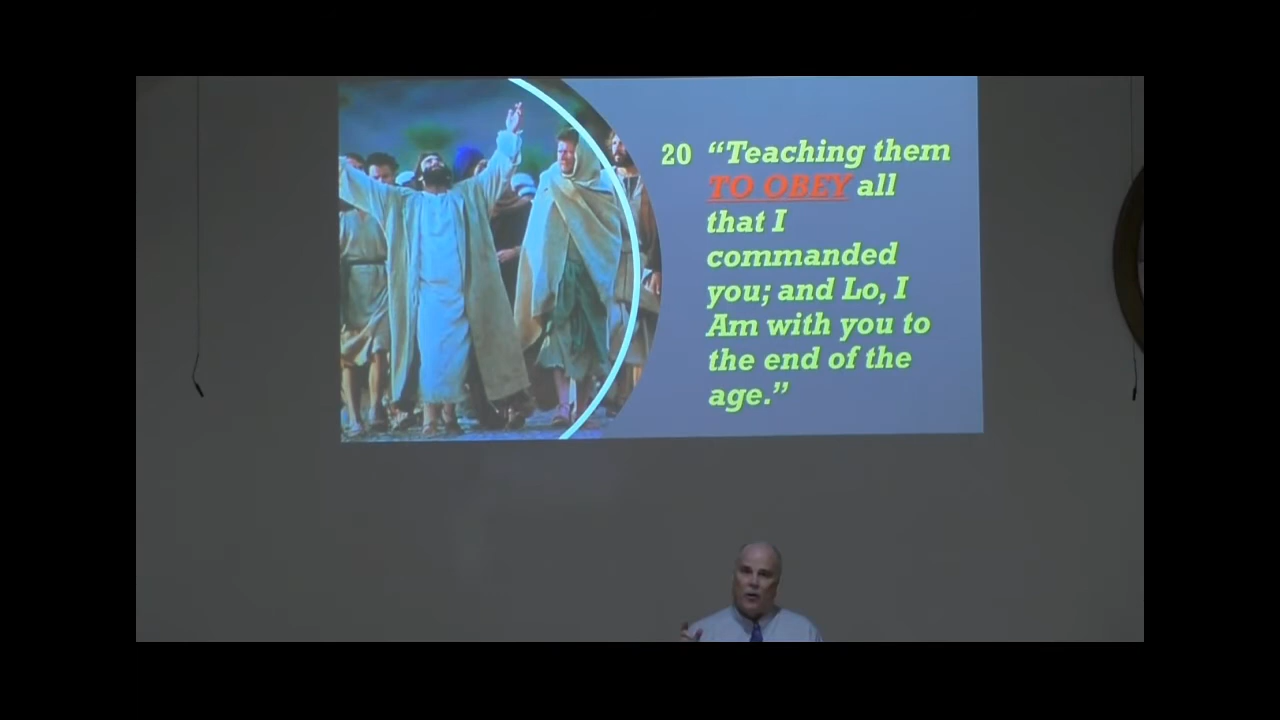 20 “Teaching them
TO OBEY all
that I
commanded
you; and Lo, I
Am with you to
the end of the
age.”